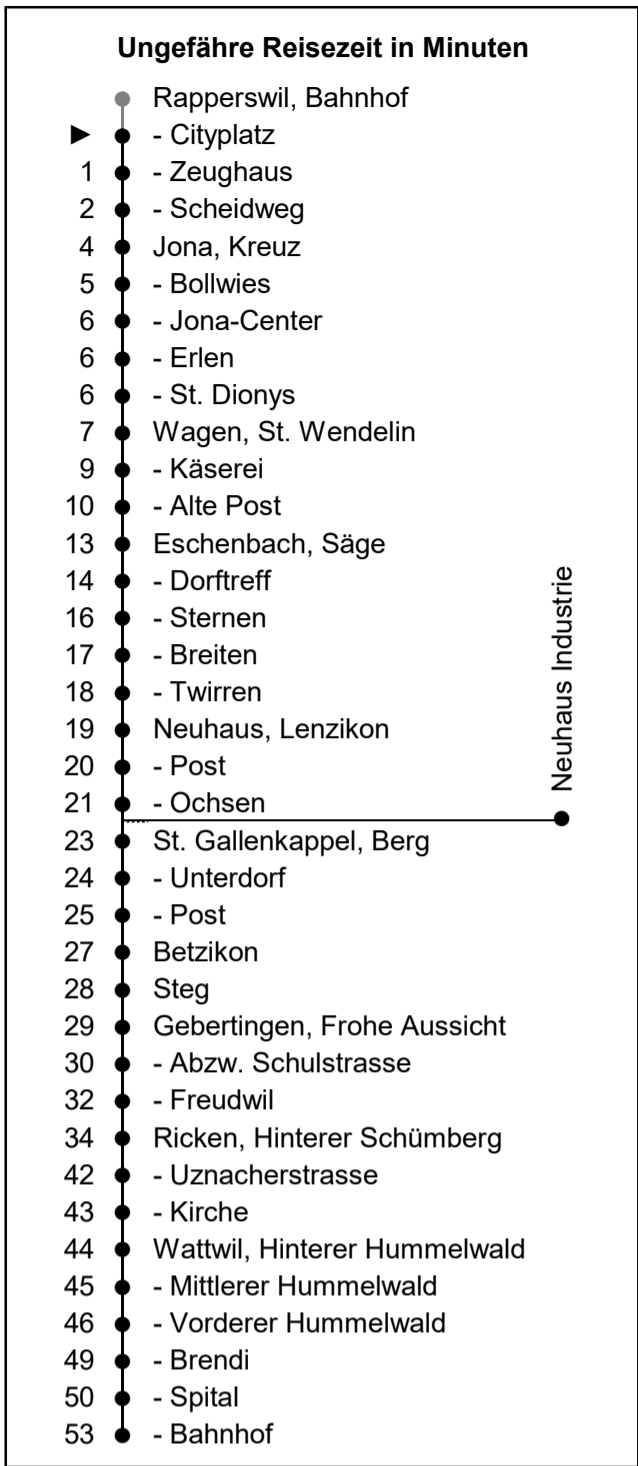 Ungefähre Reisezeit in Minuten
Rapperswil, Bahnhof
► - Cityplatz
1 - Zeughaus
2 - Scheidweg
4 Jona, Kreuz
5 - Bollwies
6 - Jona-Center
6 - Erlen
6 - St. Dionys
7 Wagen, St. Wendelin
9 - Käserei
10 - Alte Post
13 Eschenbach, Säge
14 - Dorftreff
16 - Sternen
17 - Breiten
18 - Twirren
19 Neuhaus, Lenzikon
20 - Post
21 - Ochsen
Neuhaus Industrie
23 St. Gallenkappel, Berg
24 - Unterdorf
25 - Post
27 Betzikon
28 Steg
29 Gebertingen, Frohe Aussicht
30 - Abzw. Schulstrasse
32 - Freudwil
34 Ricken, Hinterer Schümberg
42 - Uznacherstrasse
43 - Kirche
44 Wattwil, Hinterer Hummelwald
45 - Mittlerer Hummelwald
46 - Vorderer Hummelwald
49 - Brendi
50 - Spital
53 - Bahnhof